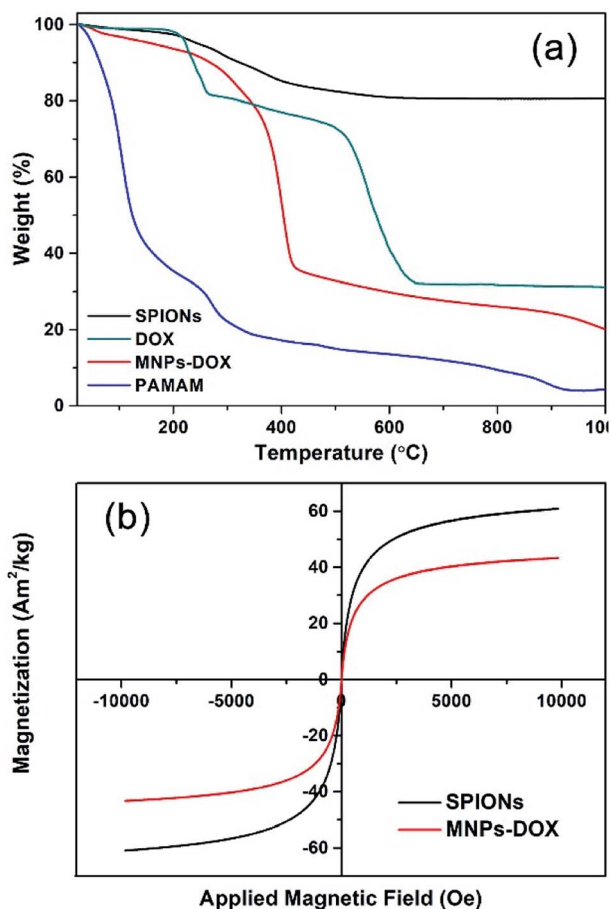 (a)
100
80
60
40
20
0
Weight (%)
SPIONs
DOX
MNPs-DOX
PAMAM
200 400 600 800 100
Temperature (°C)
(b)
60
40
20
0
-20
-40
-60
-10000 -5000 0 5000 10000
Magnetization (Am²/kg)
SPIONs
MNPs-DOX
Applied Magnetic Field (Oe)